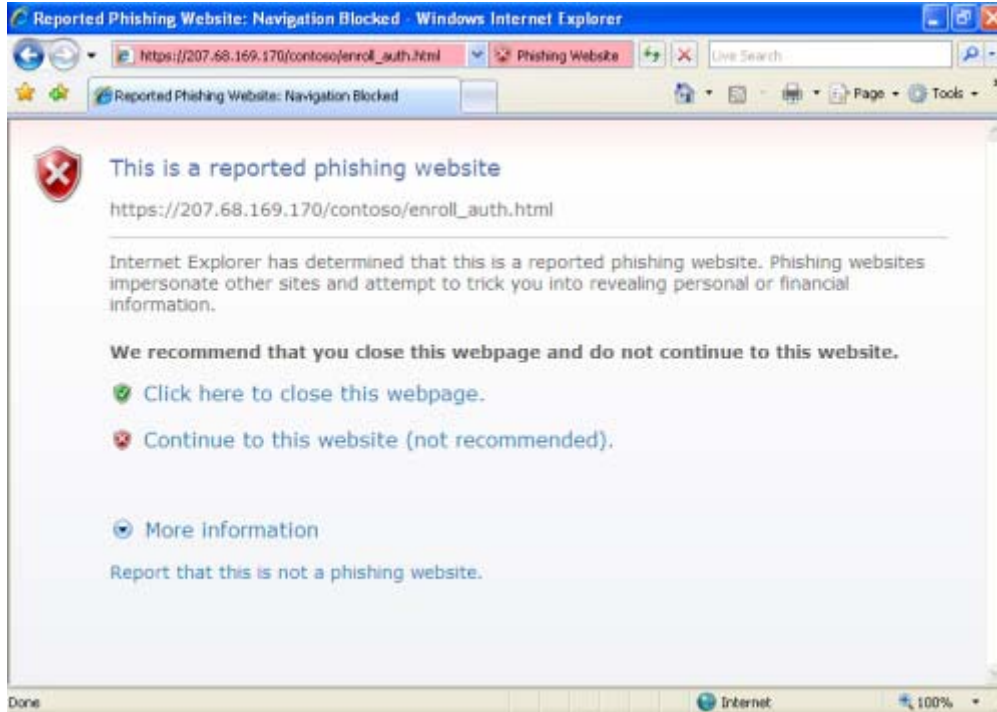 Reported Phishing Website: Navigation Blocked - Windows Internet Explorer
https://207.68.169.170/contoso/enroll_auth.html
Phishing Website
Live Search
Reported Phishing Website: Navigation Blocked
Page
Tools
This is a reported phishing website
https://207.68.169.170/contoso/enroll_auth.html
Internet Explorer has determined that this is a reported phishing website. Phishing websites
impersonate other sites and attempt to trick you into revealing personal or financial
information.
We recommend that you close this webpage and do not continue to this website.
Click here to close this webpage.
Continue to this website (not recommended).
More information
Report that this is not a phishing website.
Done
Internet
100%